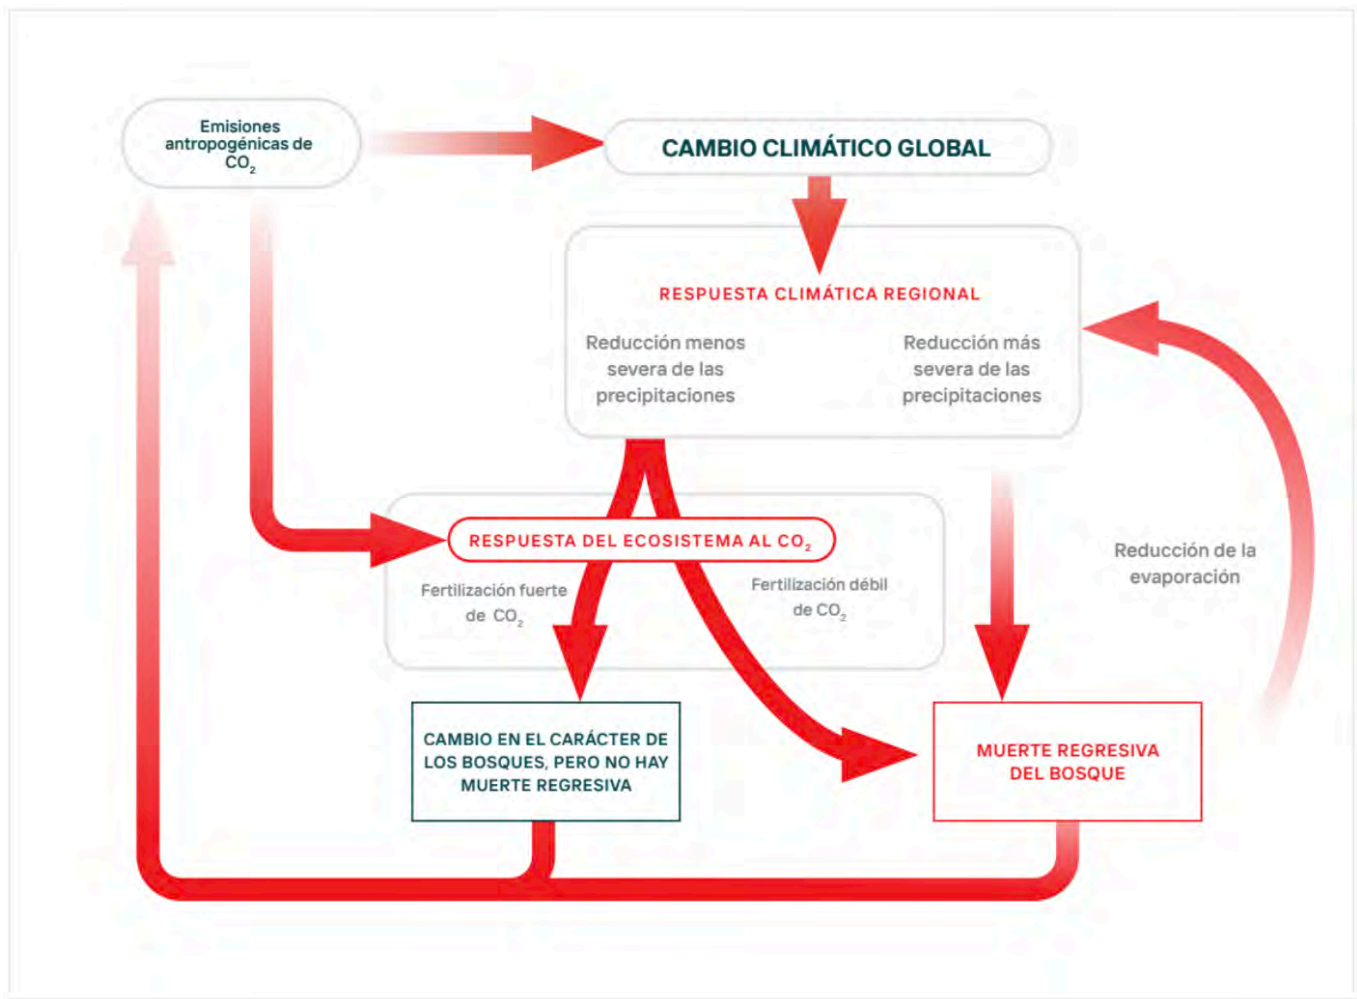 Emisiones
antropogénicas de
CO₂
CAMBIO CLIMÁTICO GLOBAL
RESPUESTA CLIMÁTICA REGIONAL
Reducción menos
severa de las
precipitaciones
Reducción más
severa de las
precipitaciones
RESPUESTA DEL ECOSISTEMA AL CO₂
Fertilización fuerte
de CO₂
Fertilización débil
de CO₂
Reducción de la
evaporación
CAMBIO EN EL CARÁCTER DE
LOS BOSQUES, PERO NO HAY
MUERTE REGRESIVA
MUERTE REGRESIVA
DEL BOSQUE